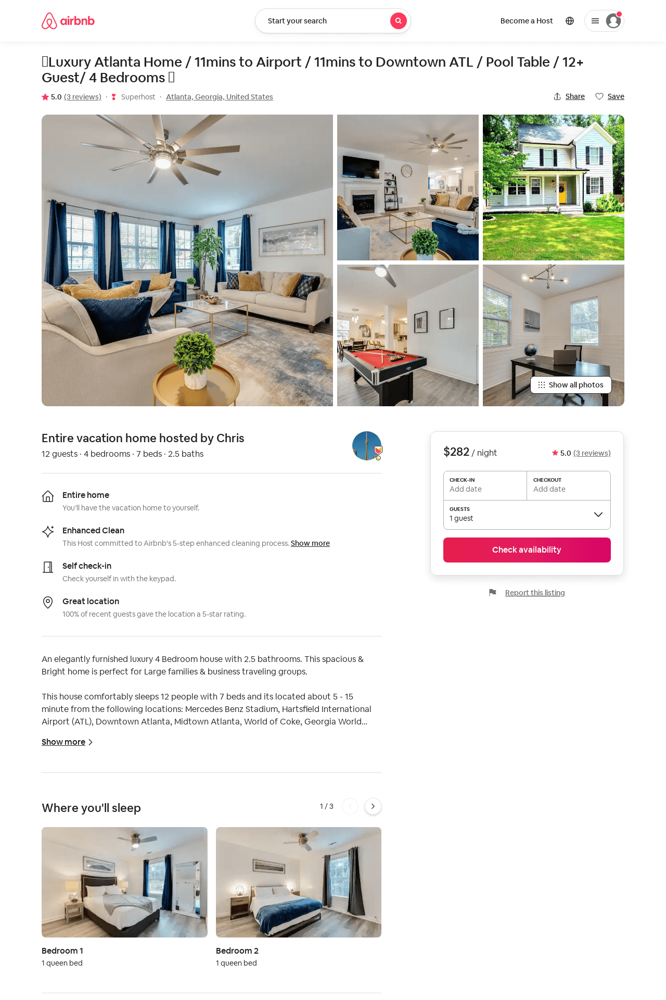 airbnb
Start your search
Become a Host
Luxury Atlanta Home / 11mins to Airport / 11mins to Downtown ATL / Pool Table / 12+
Guest/ 4 Bedrooms
5.0 (3 reviews) · Superhost · Atlanta, Georgia, United States
Share
Save
Show all photos
Entire vacation home hosted by Chris
12 guests · 4 bedrooms · 7 beds · 2.5 baths
$282 / night
5.0 (3 reviews)
CHECK-IN
Add date
CHECKOUT
Add date
GUESTS
1 guest
Check availability
Report this listing
Entire home
You’ll have the vacation home to yourself.
Enhanced Clean
This Host committed to Airbnb's 5-step enhanced cleaning process. Show more
Self check-in
Check yourself in with the keypad.
Great location
100% of recent guests gave the location a 5-star rating.
An elegantly furnished luxury 4 Bedroom house with 2.5 bathrooms. This spacious &
Bright home is perfect for Large families & business traveling groups.
This house comfortably sleeps 12 people with 7 beds and its located about 5 - 15
minute from the following locations: Mercedes Benz Stadium, Hartsfield International
Airport (ATL), Downtown Atlanta, Midtown Atlanta, World of Coke, Georgia World...
Show more
Where you'll sleep
1 / 3
Bedroom 1
1 queen bed
Bedroom 2
1 queen bed